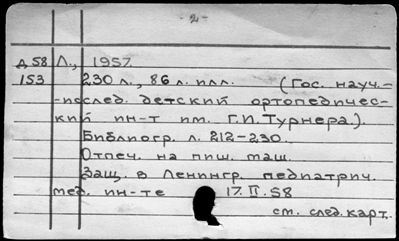 - 2 -
д58 Л., 1957.
153 230 л., 86 л. илл. (Гос. науч.-
-исслед. детский ортопедичес-
кий ин-т им. Г.И.Турнера).
Библиогр. л. 212-230.
Отпеч. на пиш. маш.
Защ. в Ленингр. педиатрич.
мед. ин-те 17.II.58
см. след.карт.